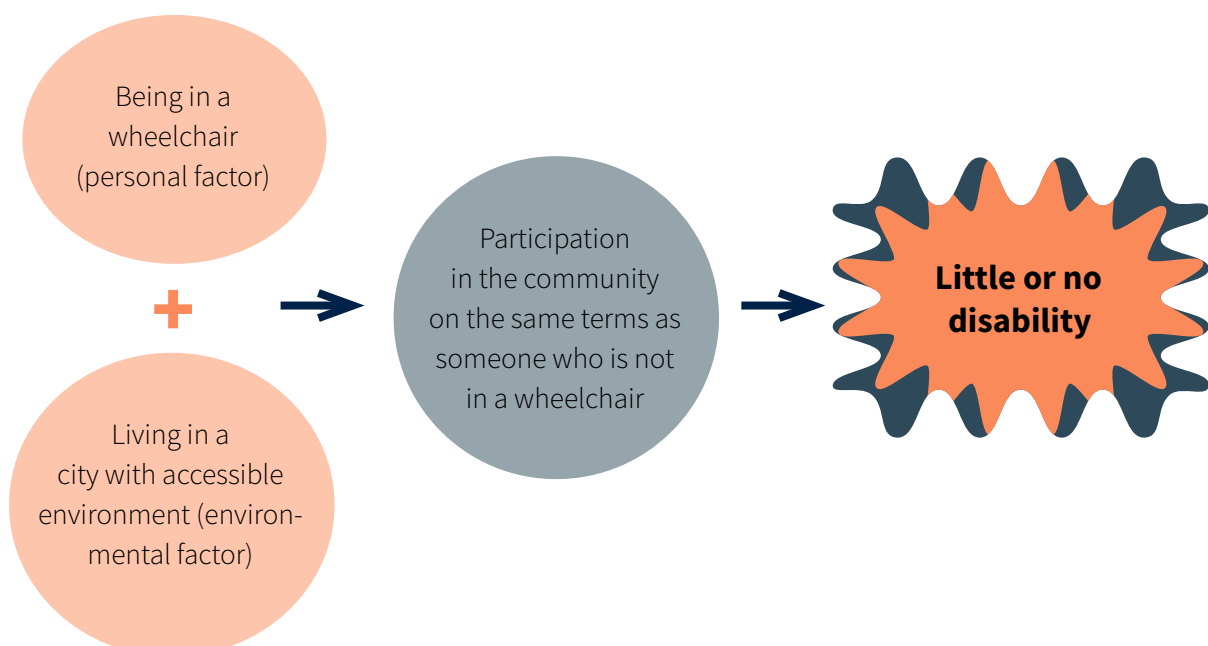 Being in a
wheelchair
(personal factor)
+
Living in a
city with accessible
environment (environ-
mental factor)
Participation
in the community
on the same terms as
someone who is not
in a wheelchair
Little or no
disability